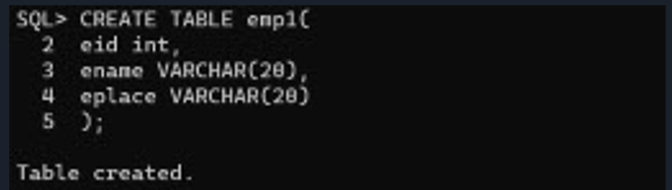 SQL> CREATE TABLE emp1(
2 eid int,
3 ename VARCHAR(20),
4 eplace VARCHAR(20)
5 );
Table created.